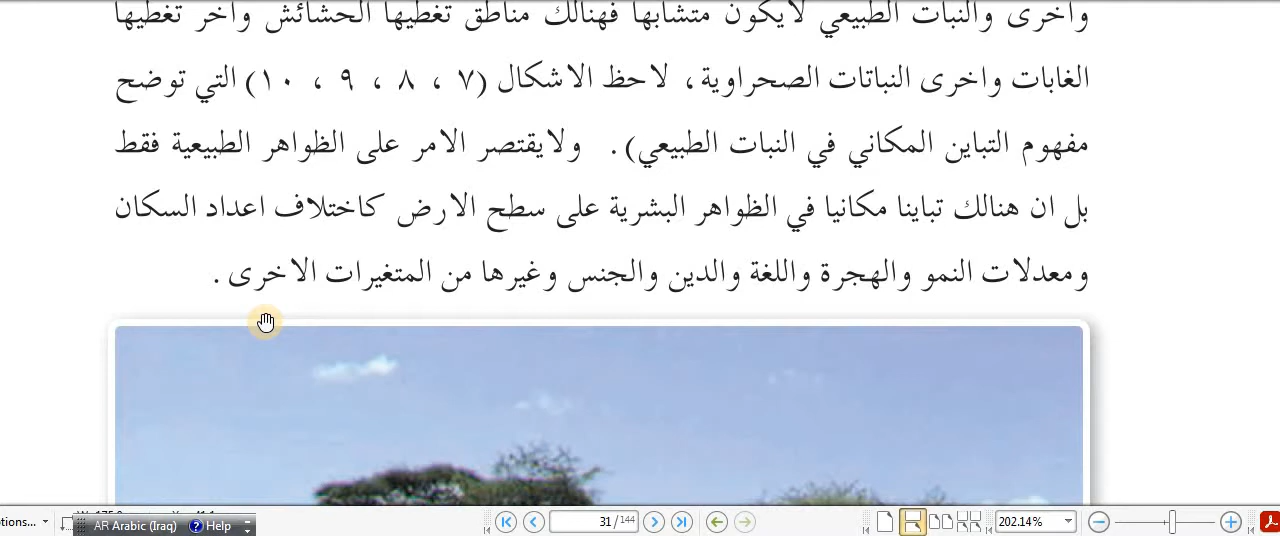 واخرى والنبات الطبيعي لايكون متشابها فهنالك مناطق تغطيها الحشائش واخر تغطيها
الغابات واخرى النباتات الصحراوية، لاحظ الاشكال (٧ ، ٨ ، ٩ ، ١٠) التي توضح
مفهوم التباين المكاني في النبات الطبيعي). ولايقتصر الامر على الظواهر الطبيعية فقط
بل ان هنالك تباينا مكانيا في الظواهر البشرية على سطح الارض كاختلاف اعداد السكان
ومعدلات النمو والهجرة واللغة والدين والجنس وغيرها من المتغيرات الاخرى .
AR Arabic (Iraq) Help
31 / 144
202.14%